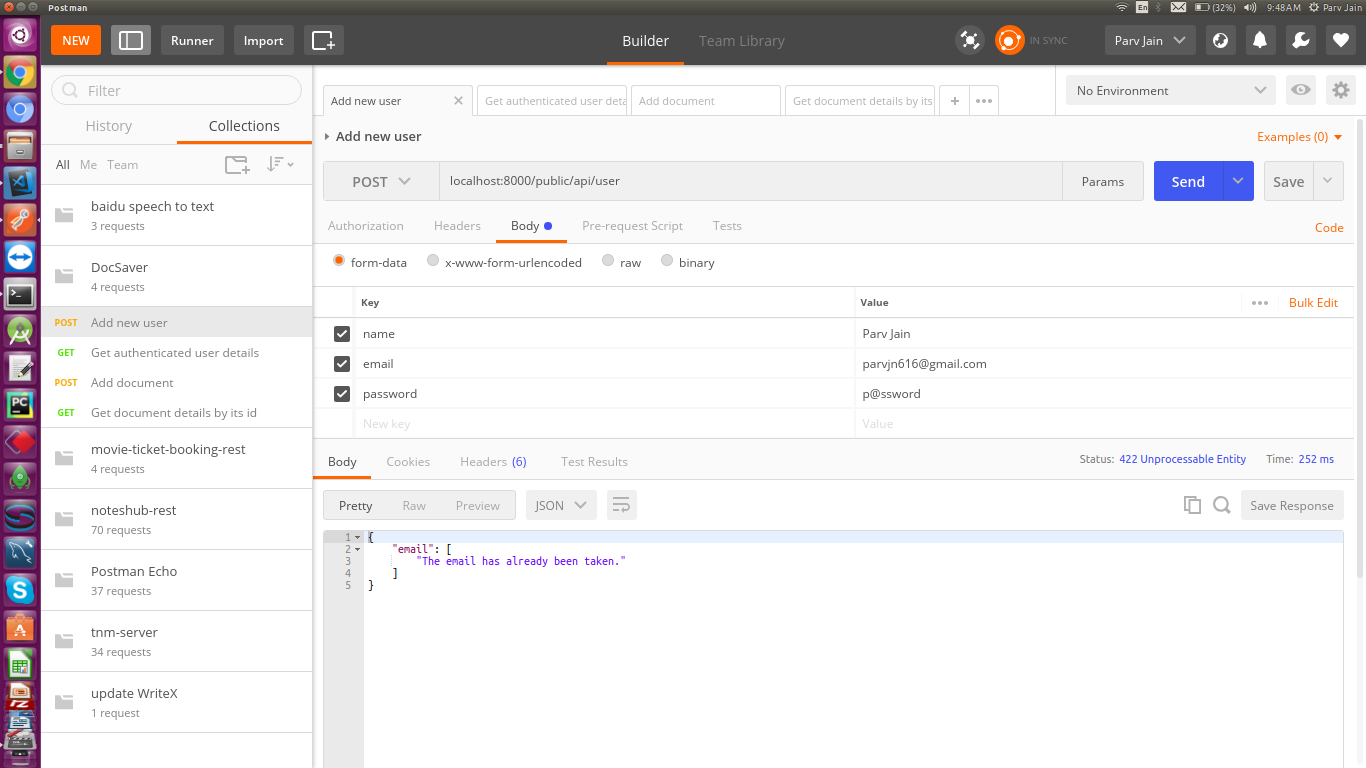 Postman
En
(32%)
9:48AM
Parv Jain
NEW
Runner
Import
Builder
Team Library
IN SYNC
Parv Jain
Filter
History
Collections
All Me Team
baidu speech to text
3 requests
DocSaver
4 requests
POST Add new user
GET Get authenticated user details
POST Add document
GET Get document details by its id
movie-ticket-booking-rest
4 requests
noteshub-rest
70 requests
Postman Echo
37 requests
tnm-server
34 requests
update WriteX
1 request
Add new user
Get authenticated user deta
Add document
Get document details by its
No Environment
Add new user
Examples (0)
POST
localhost:8000/public/api/user
Params
Send
Save
Authorization
Headers
Body
Pre-request Script
Tests
Code
form-data
x-www-form-urlencoded
raw
binary
Key
Value
Bulk Edit
name
Parv Jain
email
parvjn616@gmail.com
password
p@ssword
New key
Value
Body
Cookies
Headers (6)
Test Results
Status: 422 Unprocessable Entity
Time: 252 ms
Pretty
Raw
Preview
JSON
Save Response
1 {
2 "email": [
3 "The email has already been taken."
4 ]
5 }